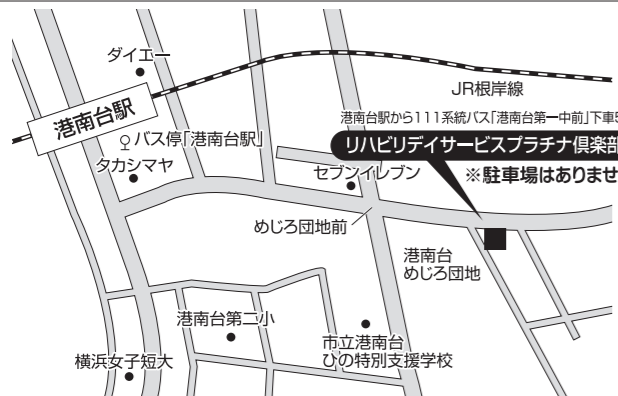 ダイエー
JR根岸線
港南台駅
港南台駅から111系統バス「港南台第一中前」下車
バス停「港南台駅」
リハビリデイサービスプラチナ倶楽部
タカシマヤ
セブンイレブン
※駐車場はありませ
めじろ団地前
港南台
めじろ団地
港南台第二小
市立港南台
ひの特別支援学校
横浜女子短大